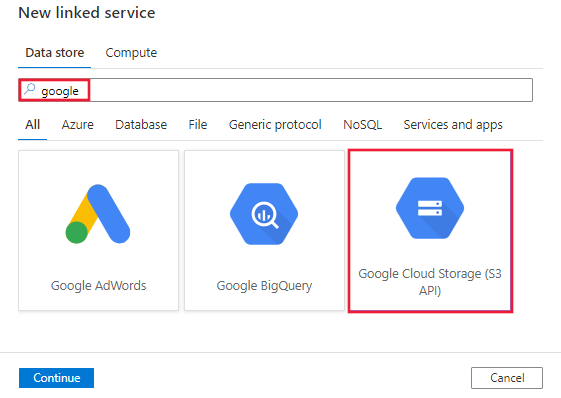 New linked service
Data store Compute
google
All Azure Database File Generic protocol NoSQL Services and apps
Google AdWords
Google BigQuery
Google Cloud Storage (S3
API)
Continue
Cancel